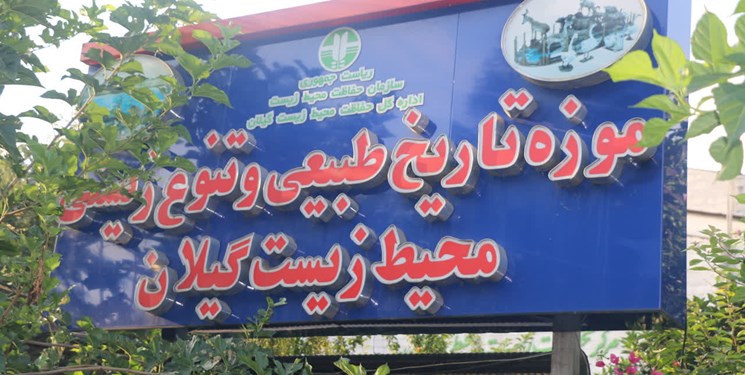 ریاست جمهوری
سازمان حفاظت محیط زیست
اداره کل حفاظت محیط زیست گیلان
موزه تاریخ طبیعی و تنوع زیستی
محیط زیست گیلان